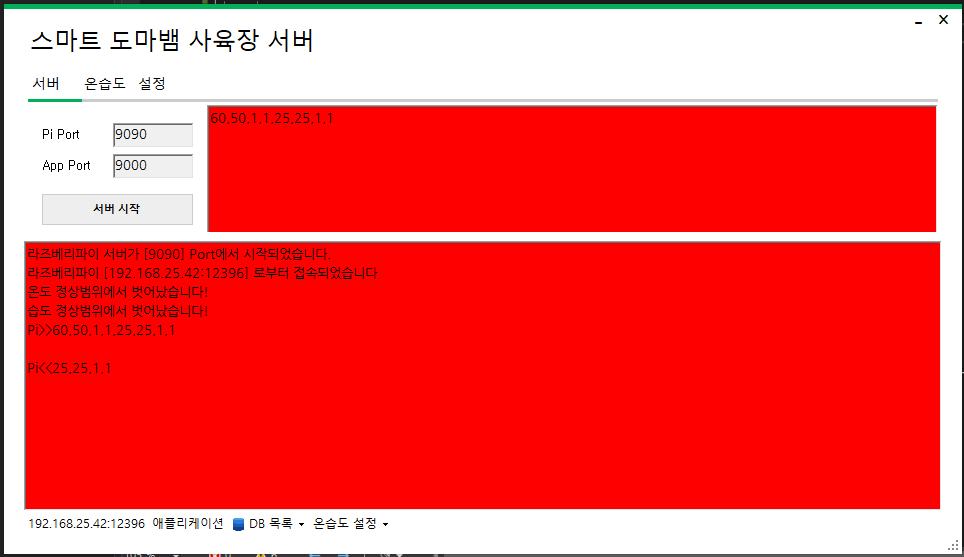 스마트 도마뱀 사육장 서버
서버 온습도 설정
Pi Port 9090
App Port 9000
서버 시작
60,50,1,1,25,25,1,1
라즈베리파이 서버가 [9090] Port에서 시작되었습니다.
라즈베리파이 [192.168.25.42:12396] 로부터 접속되었습니다
온도 정상범위에서 벗어났습니다!
습도 정상범위에서 벗어났습니다!
Pi>>60,50,1,1,25,25,1,1
Pi<<25,25,1,1
192.168.25.42:12396 애플리케이션 DB 목록 온습도 설정